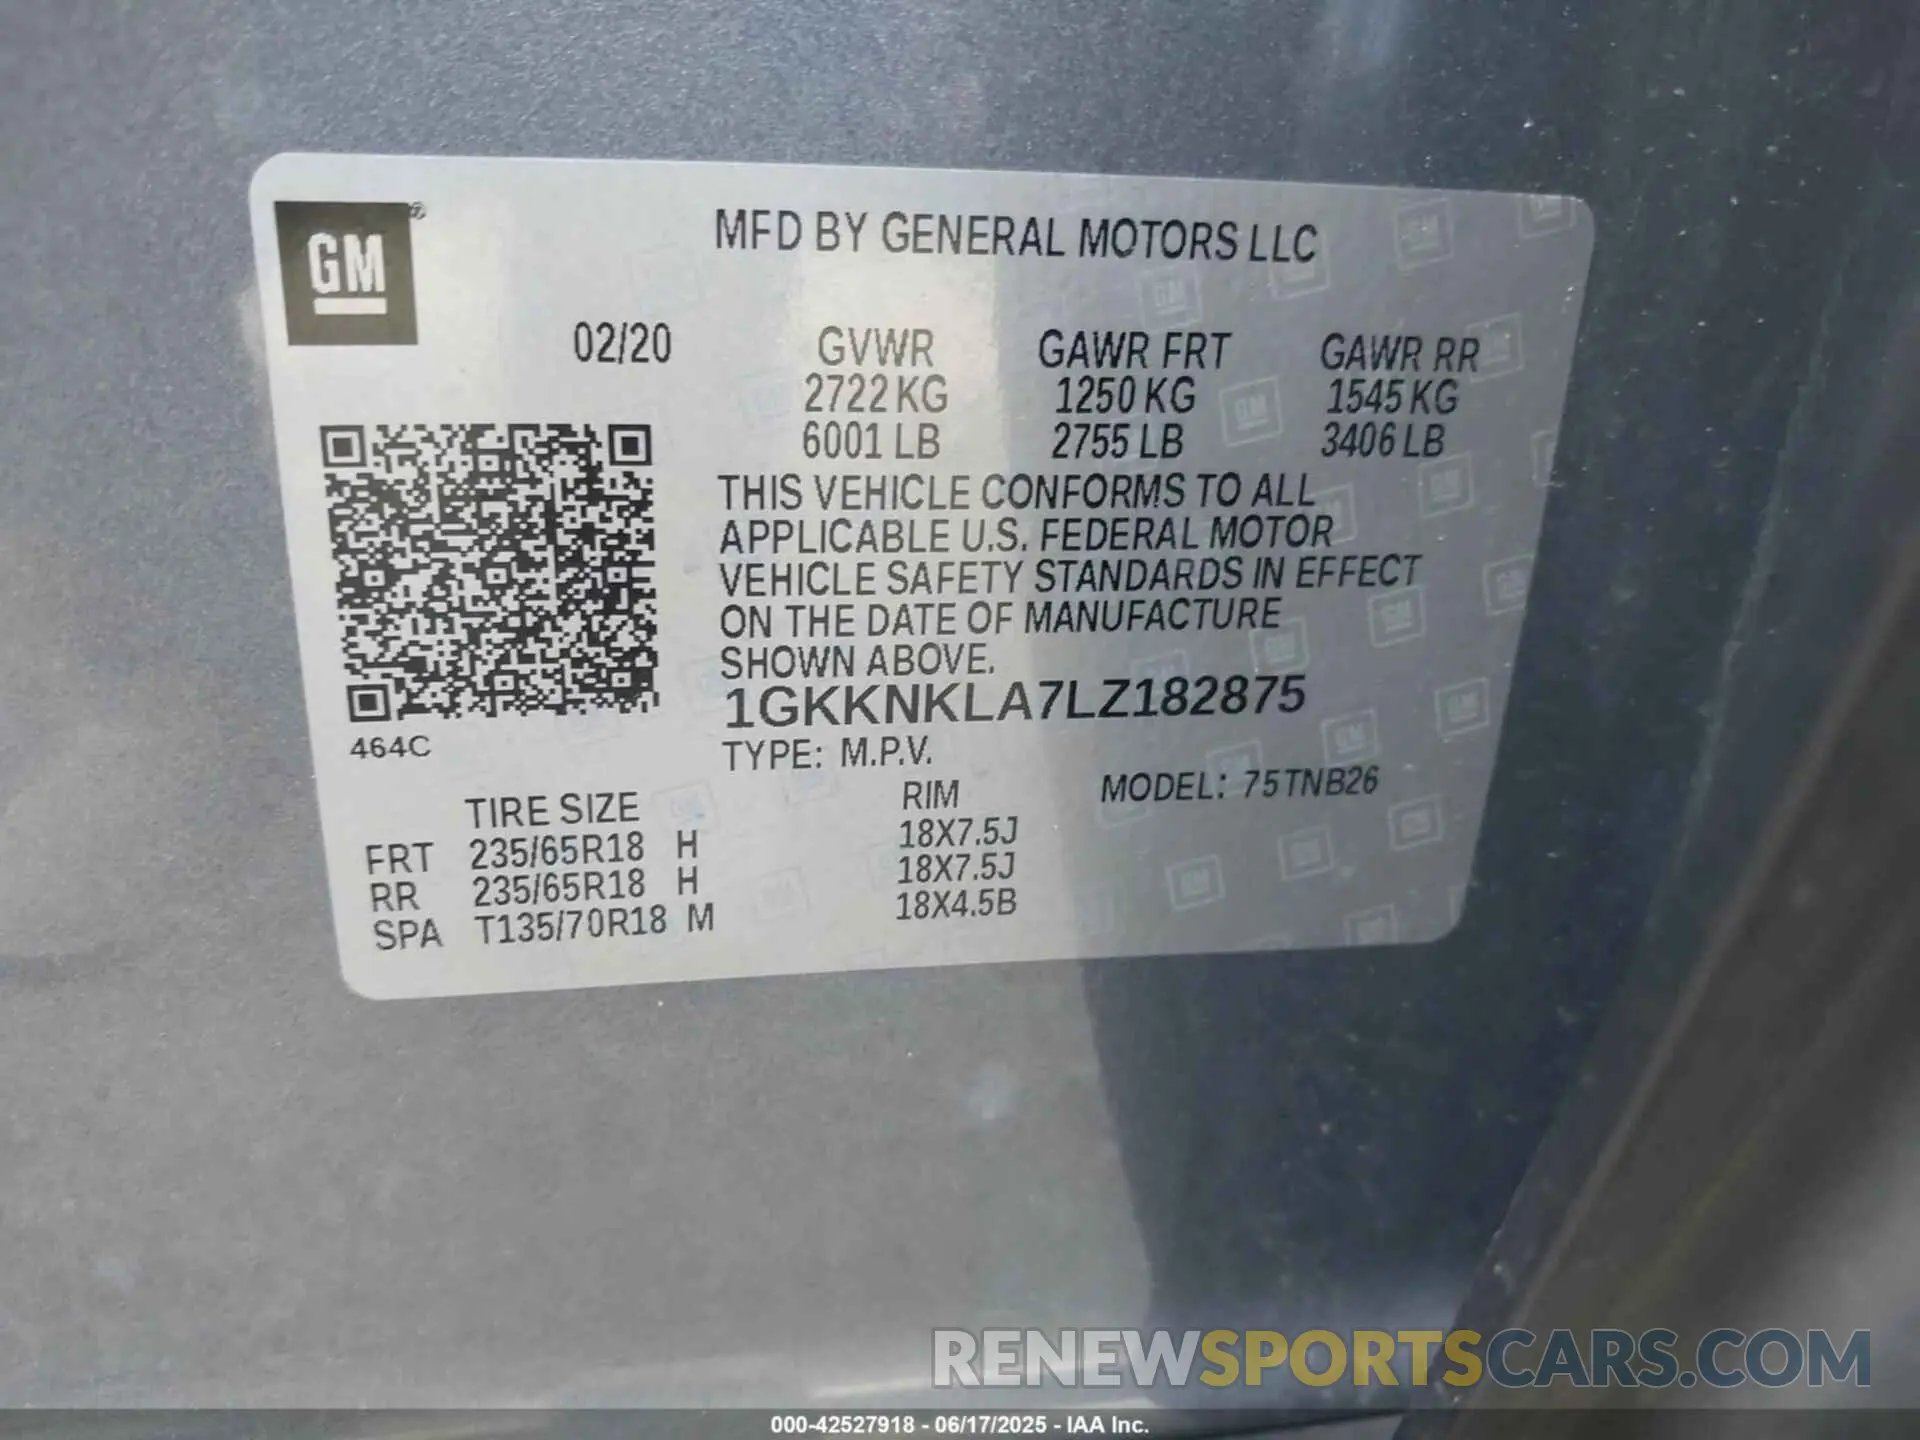 GM®
MFD BY GENERAL MOTORS LLC
02/20 GVWR GAWR FRT GAWR RR
2722 KG 1250 KG 1545 KG
6001 LB 2755 LB 3406 LB
THIS VEHICLE CONFORMS TO ALL
APPLICABLE U.S. FEDERAL MOTOR
VEHICLE SAFETY STANDARDS IN EFFECT
ON THE DATE OF MANUFACTURE
SHOWN ABOVE.
1GKKNKLA7LZ182875
464C
TYPE: M.P.V.
MODEL: 75TNB26
TIRE SIZE RIM
FRT 235/65R18 H 18X7.5J
RR 235/65R18 H 18X7.5J
SPA T135/70R18 M 18X4.5B
RENEWSPORTSCARS.COM
000-42527918 - 06/17/2025 - IAA Inc.